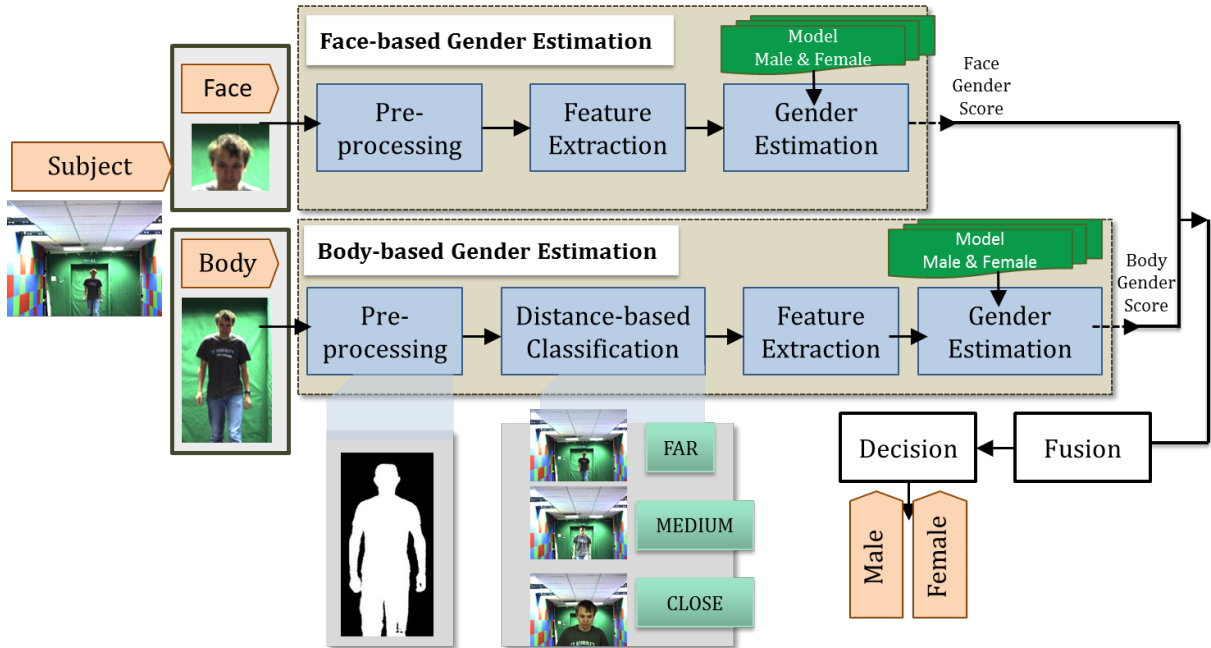 Face-based Gender Estimation
Model
Male & Female
Face
Gender
Score
Face
Pre-
processing
Feature
Extraction
Gender
Estimation
Subject
Body-based Gender Estimation
Model
Male & Female
Body
Gender
Score
Body
Pre-
processing
Distance-based
Classification
Feature
Extraction
Gender
Estimation
FAR
MEDIUM
CLOSE
Decision
Fusion
Male
Female